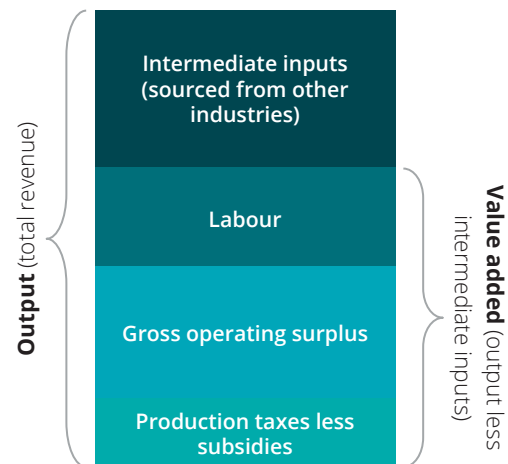 Output (total revenue)
Intermediate inputs
(sourced from other
industries)
Labour
Gross operating surplus
Production taxes less
subsidies
Value added (output less
intermediate inputs)